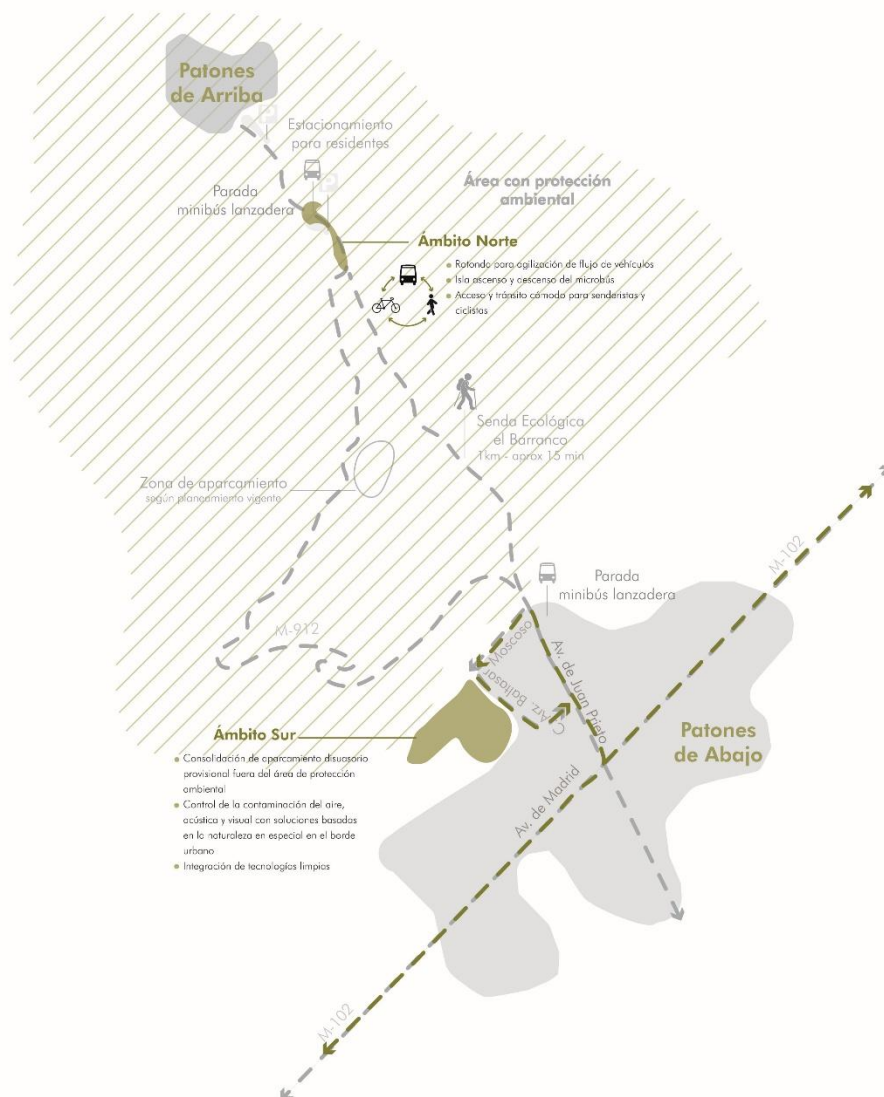 Patones
de Arriba
P
Estacionamiento
para residentes
P
Parada
minibús lanzadera
Área con protección
ambiental
Ámbito Norte
Rotonda para agilización de flujo de vehículos
Isla ascenso y descenso del microbús
Acceso y tránsito cómodo para senderistas y
ciclistas
Senda Ecológica
el Barranco
1km - aprox 15 min
Zona de aparcamiento
según planeamiento vigente
M-102
Parada
minibús lanzadera
M-912
C. Arz. Baltasar Moscoso
Av. de Juan Prieto
Ámbito Sur
Consolidación de aparcamiento disuasorio
provisional fuera del área de protección
ambiental
Control de la contaminación del aire,
acústica y visual con soluciones basadas
en la naturaleza en especial en el borde
urbano
Integración de tecnologías limpias
Patones
de Abajo
Av. de Madrid
M-102